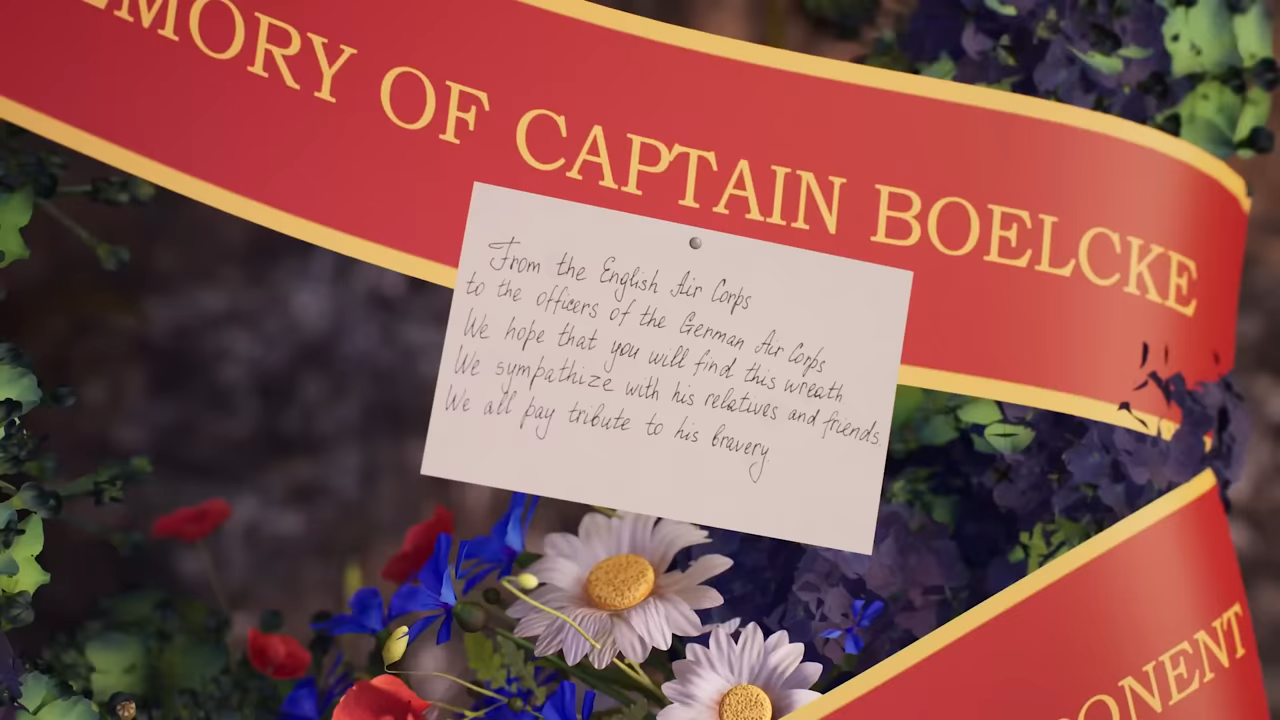 EMORY OF CAPTAIN BOELCKE
From the English Air Corps
to the officers of the German Air Corps
We hope that you will find this wreath
We sympathize with his relatives and friends.
We all pay tribute to his bravery.
ONENT